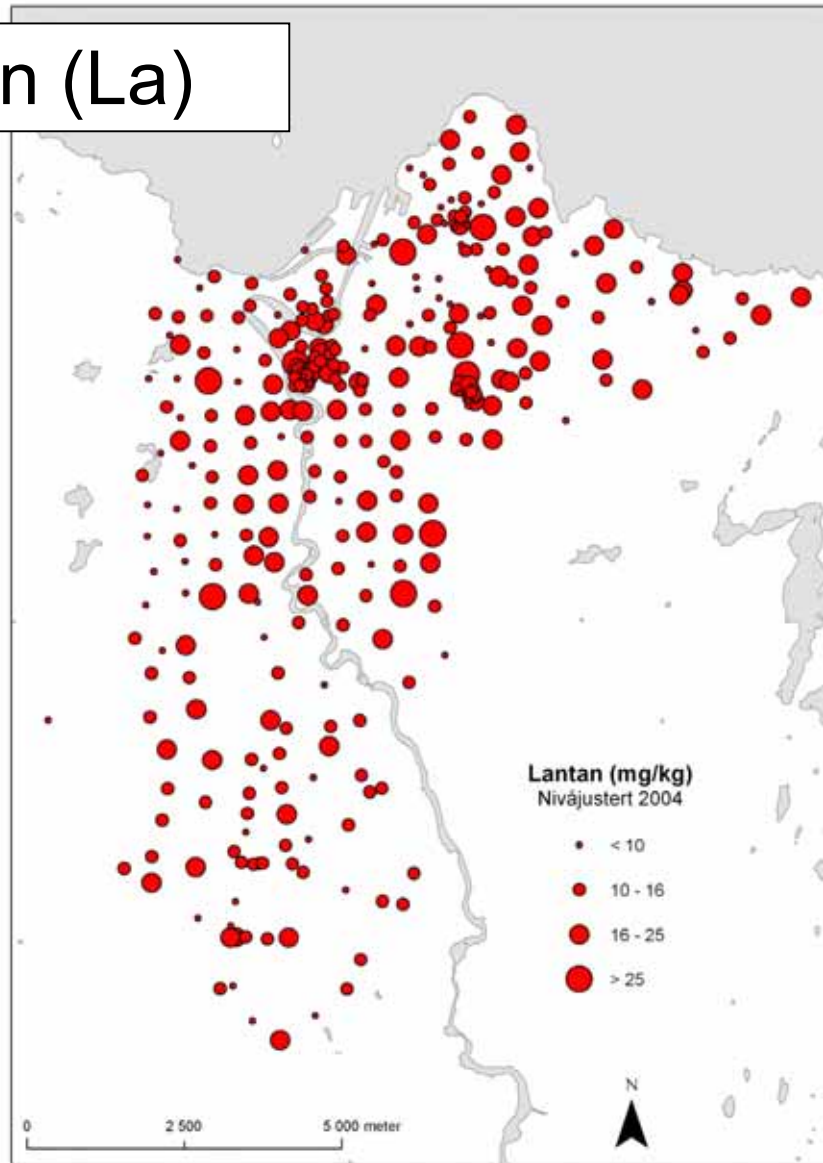 n (La)
Lantan (mg/kg)
Nivåjustert 2004
< 10
10 - 16
16 - 25
> 25
N
0 2 500 5 000 meter